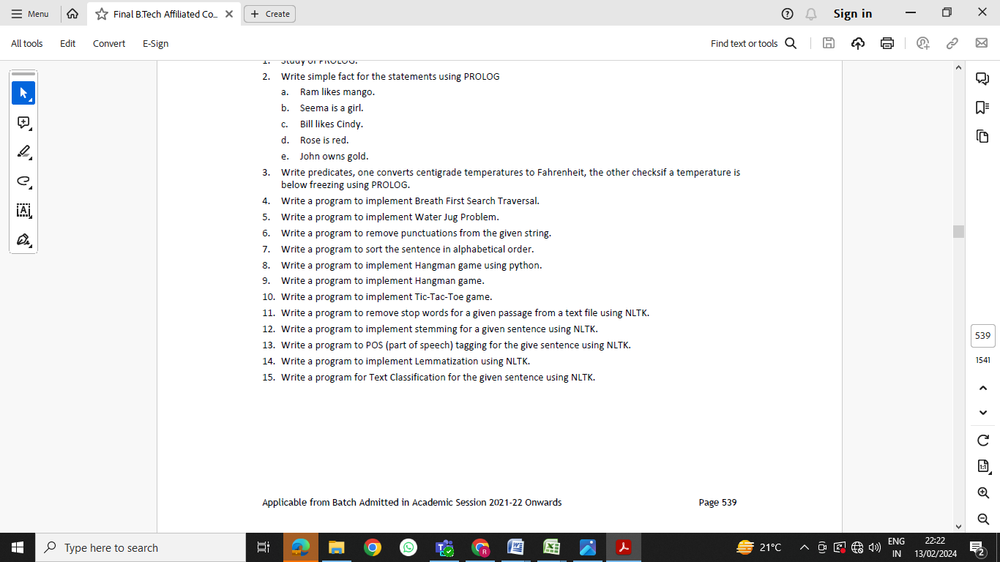 Menu
Final B.Tech Affiliated Co...
Create
Sign in
All tools
Edit
Convert
E-Sign
Find text or tools
1. Study of PROLOG.
2. Write simple fact for the statements using PROLOG
a. Ram likes mango.
b. Seema is a girl.
c. Bill likes Cindy.
d. Rose is red.
e. John owns gold.
3. Write predicates, one converts centigrade temperatures to Fahrenheit, the other checksif a temperature is
below freezing using PROLOG.
4. Write a program to implement Breath First Search Traversal.
5. Write a program to implement Water Jug Problem.
6. Write a program to remove punctuations from the given string.
7. Write a program to sort the sentence in alphabetical order.
8. Write a program to implement Hangman game using python.
9. Write a program to implement Hangman game.
10. Write a program to implement Tic-Tac-Toe game.
11. Write a program to remove stop words for a given passage from a text file using NLTK.
12. Write a program to implement stemming for a given sentence using NLTK.
13. Write a program to POS (part of speech) tagging for the give sentence using NLTK.
14. Write a program to implement Lemmatization using NLTK.
15. Write a program for Text Classification for the given sentence using NLTK.
Applicable from Batch Admitted in Academic Session 2021-22 Onwards
Page 539
539
1541
1:1
Type here to search
21°C
ENG
IN
22:22
13/02/2024
2